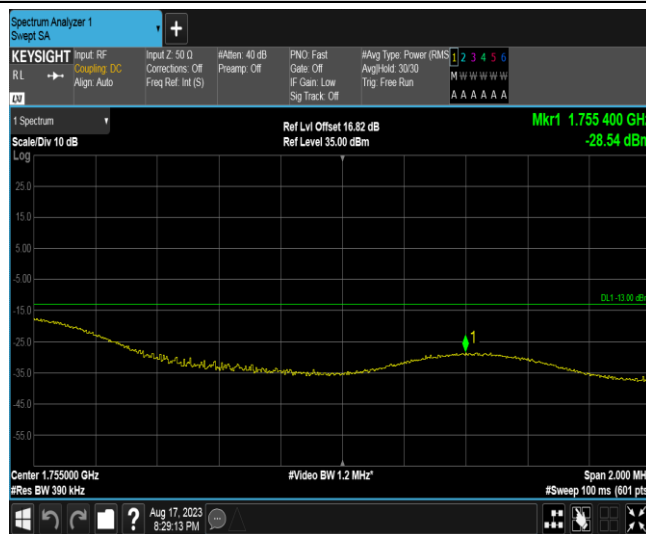 Spectrum Analyzer 1
Swept SA
+
KEYSIGHT Input: RF Input Z: 50 Ω #Atten: 40 dB PNO: Fast #Avg Type: Power (RMS 1 2 3 4 5 6
RL Coupling: DC Corrections: Off Preamp: Off Gate: Off Avg|Hold: 30/30 M W W W W W
Align: Auto Freq Ref: Int (S) IF Gain: Low Trig: Free Run
Sig Track: Off A A A A A A
LXI
1 Spectrum Ref Lvl Offset 16.82 dB Mkr1 1.755 400 GHz
Scale/Div 10 dB Ref Level 35.00 dBm -28.54 dBm
Log
25.0
15.0
5.00
-5.00
DL1 -13.00 dBm
-15.0
1
-25.0
-35.0
-45.0
-55.0
Center 1.755000 GHz #Video BW 1.2 MHz* Span 2.000 MHz
#Res BW 390 kHz #Sweep 100 ms (601 pts
? Aug 17, 2023
8:29:13 PM